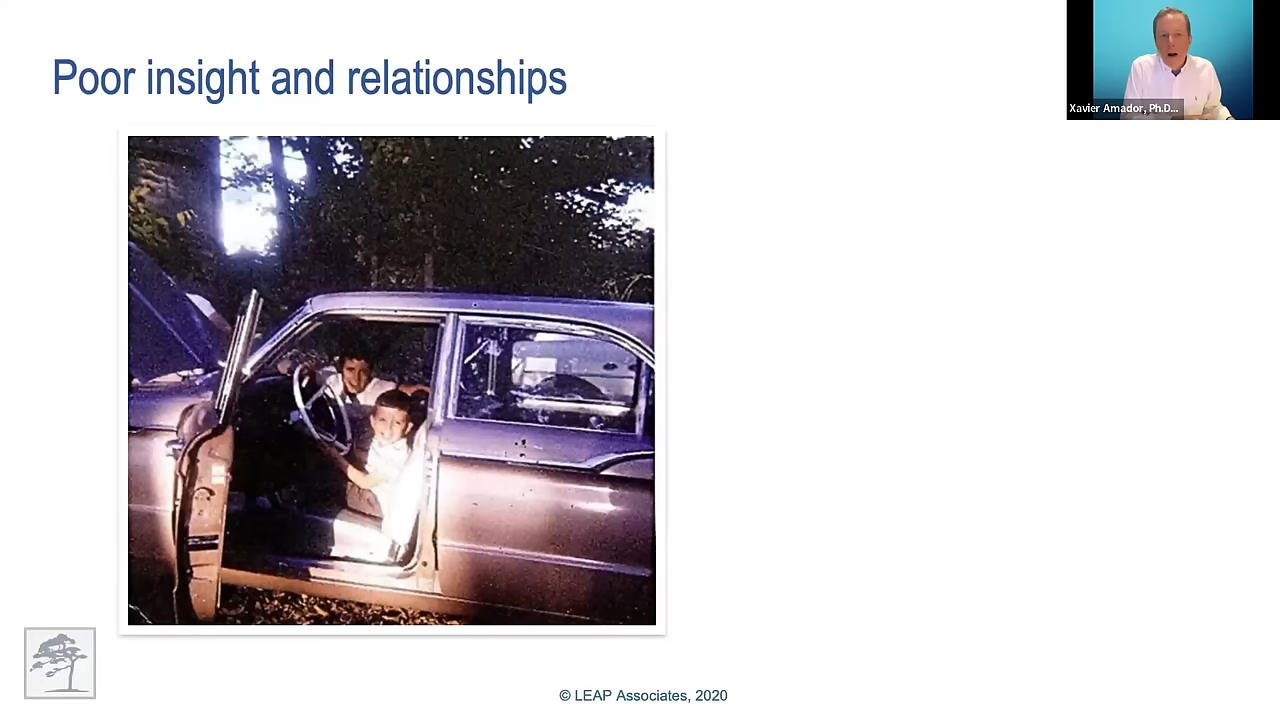 Poor insight and relationships
Xavier Amador, Ph.D...
© LEAP Associates, 2020